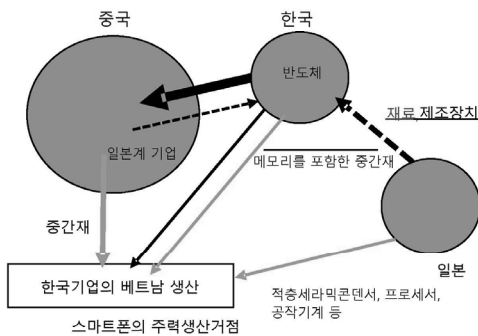 중국
한국
반도체
재료,제조장치
일본계 기업
메모리를 포함한 중간재
중간재
일본
한국기업의 베트남 생산
적층세라믹콘덴서, 프로세서,
공작기계 등
스마트폰의 주력생산거점